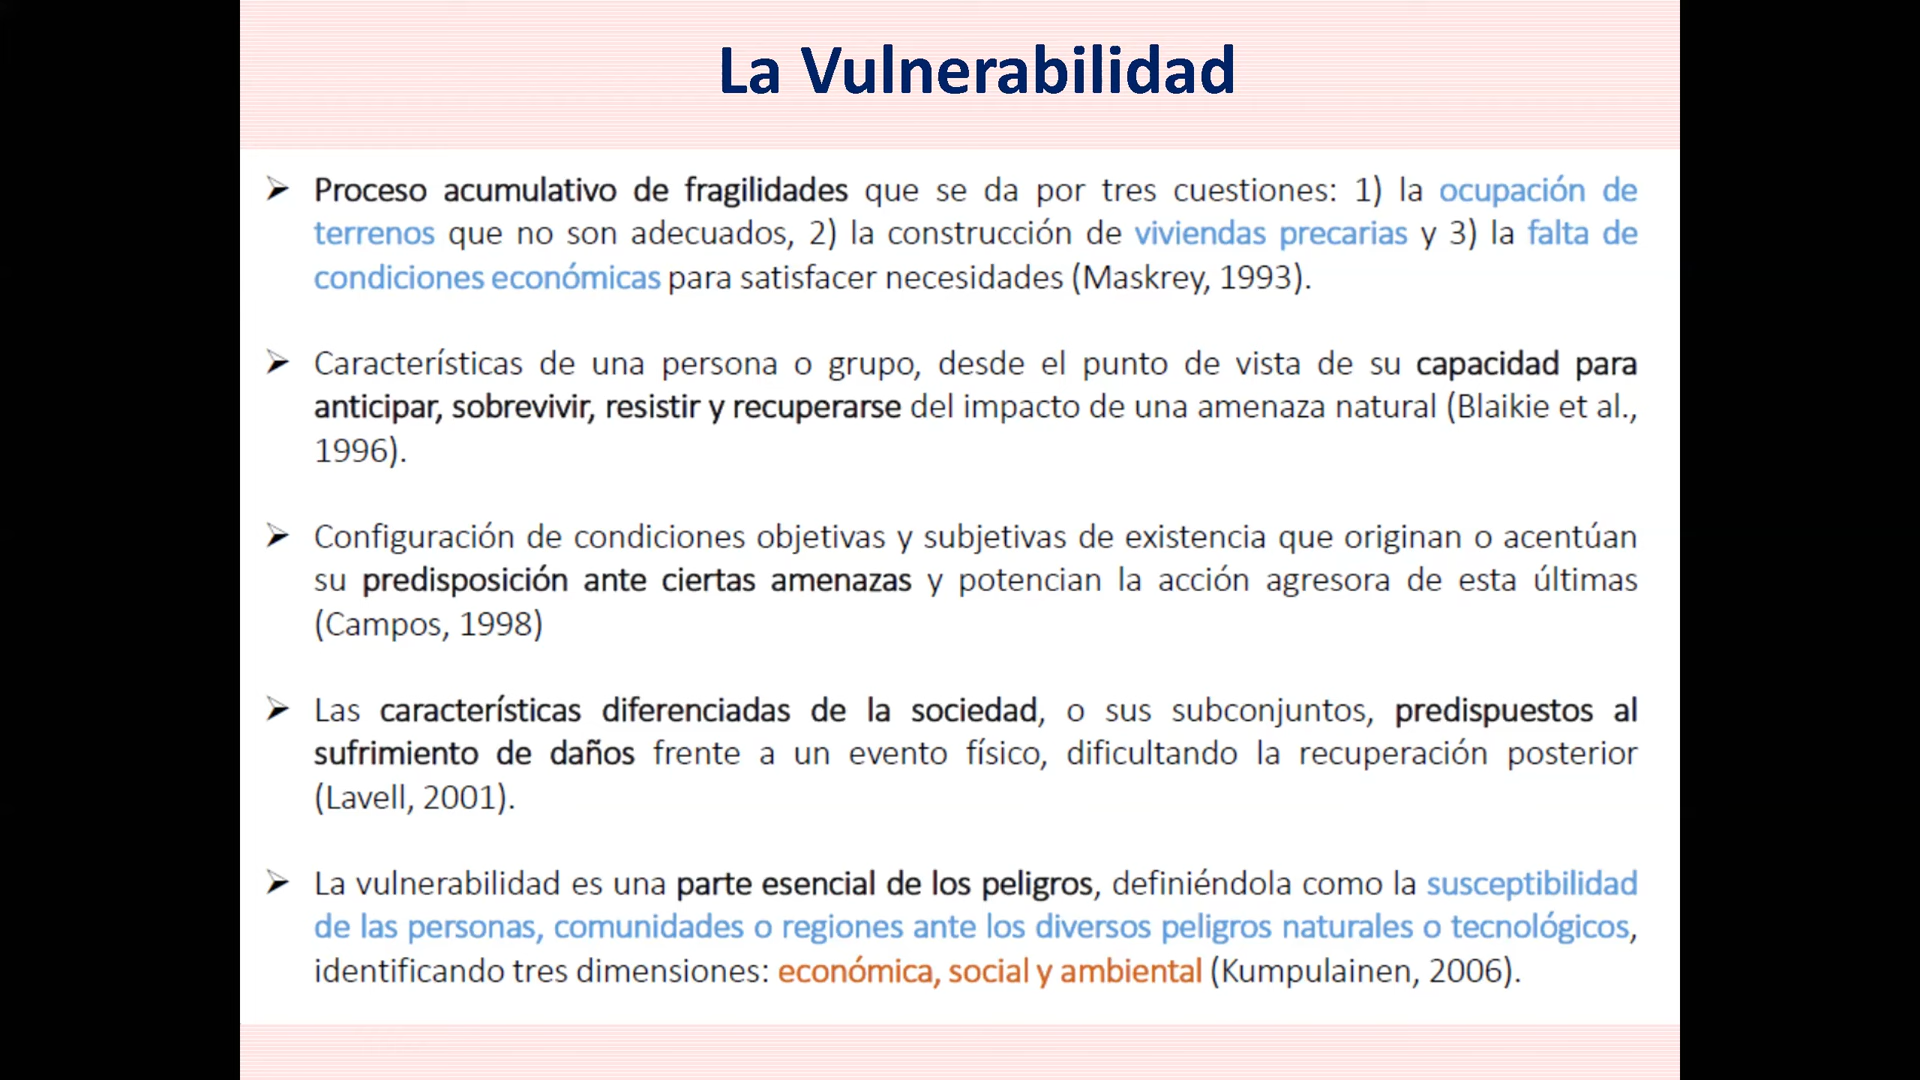 La Vulnerabilidad
➤ Proceso acumulativo de fragilidades que se da por tres cuestiones: 1) la ocupación de
terrenos que no son adecuados, 2) la construcción de viviendas precarias y 3) la falta de
condiciones económicas para satisfacer necesidades (Maskrey, 1993).
➤ Características de una persona o grupo, desde el punto de vista de su capacidad para
anticipar, sobrevivir, resistir y recuperarse del impacto de una amenaza natural (Blaikie et al.,
1996).
➤ Configuración de condiciones objetivas y subjetivas de existencia que originan o acentúan
su predisposición ante ciertas amenazas y potencian la acción agresora de esta últimas
(Campos, 1998)
➤ Las características diferenciadas de la sociedad, o sus subconjuntos, predispuestos al
sufrimiento de daños frente a un evento físico, dificultando la recuperación posterior
(Lavell, 2001).
➤ La vulnerabilidad es una parte esencial de los peligros, definiéndola como la susceptibilidad
de las personas, comunidades o regiones ante los diversos peligros naturales o tecnológicos,
identificando tres dimensiones: económica, social y ambiental (Kumpulainen, 2006).